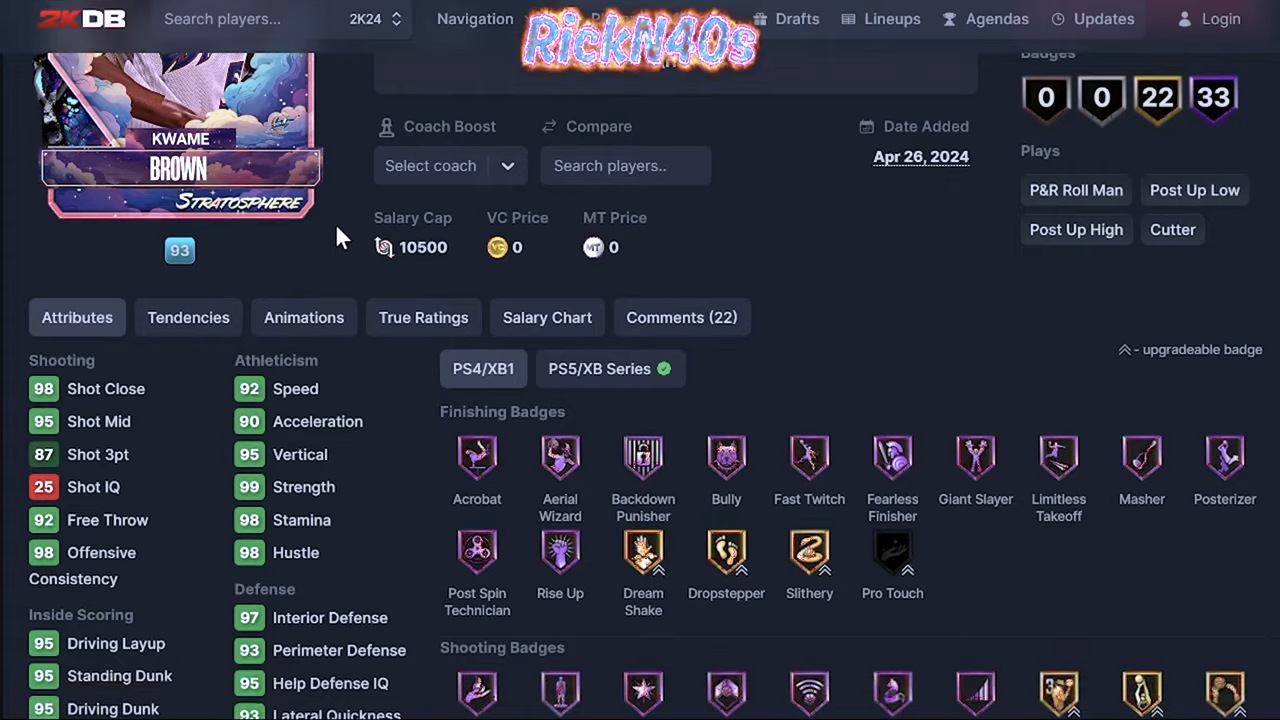 2KDB
Search players...
2K24
Navigation
Drafts
Lineups
Agendas
Updates
Login
RickN40s
KWAME
BROWN
STRATOSPHERE
93
Coach Boost
Select coach
Compare
Search players..
Date Added
Apr 26, 2024
Salary Cap
10500
VC Price
VC 0
MT Price
MT 0
Badges
0 0 22 33
Plays
P&R Roll Man
Post Up Low
Post Up High
Cutter
Attributes
Tendencies
Animations
True Ratings
Salary Chart
Comments (22)
- upgradeable badge
Shooting
98 Shot Close
95 Shot Mid
87 Shot 3pt
25 Shot IQ
92 Free Throw
98 Offensive
Consistency
Inside Scoring
95 Driving Layup
95 Standing Dunk
95 Driving Dunk
Athleticism
92 Speed
90 Acceleration
95 Vertical
99 Strength
98 Stamina
98 Hustle
Defense
97 Interior Defense
93 Perimeter Defense
95 Help Defense IQ
93 Lateral Quickness
PS4/XB1
PS5/XB Series
Finishing Badges
Acrobat
Aerial
Wizard
Backdown
Punisher
Bully
Fast Twitch
Fearless
Finisher
Giant Slayer
Limitless
Takeoff
Masher
Posterizer
Post Spin
Technician
Rise Up
Dream
Shake
Dropstepper
Slithery
Pro Touch
Shooting Badges